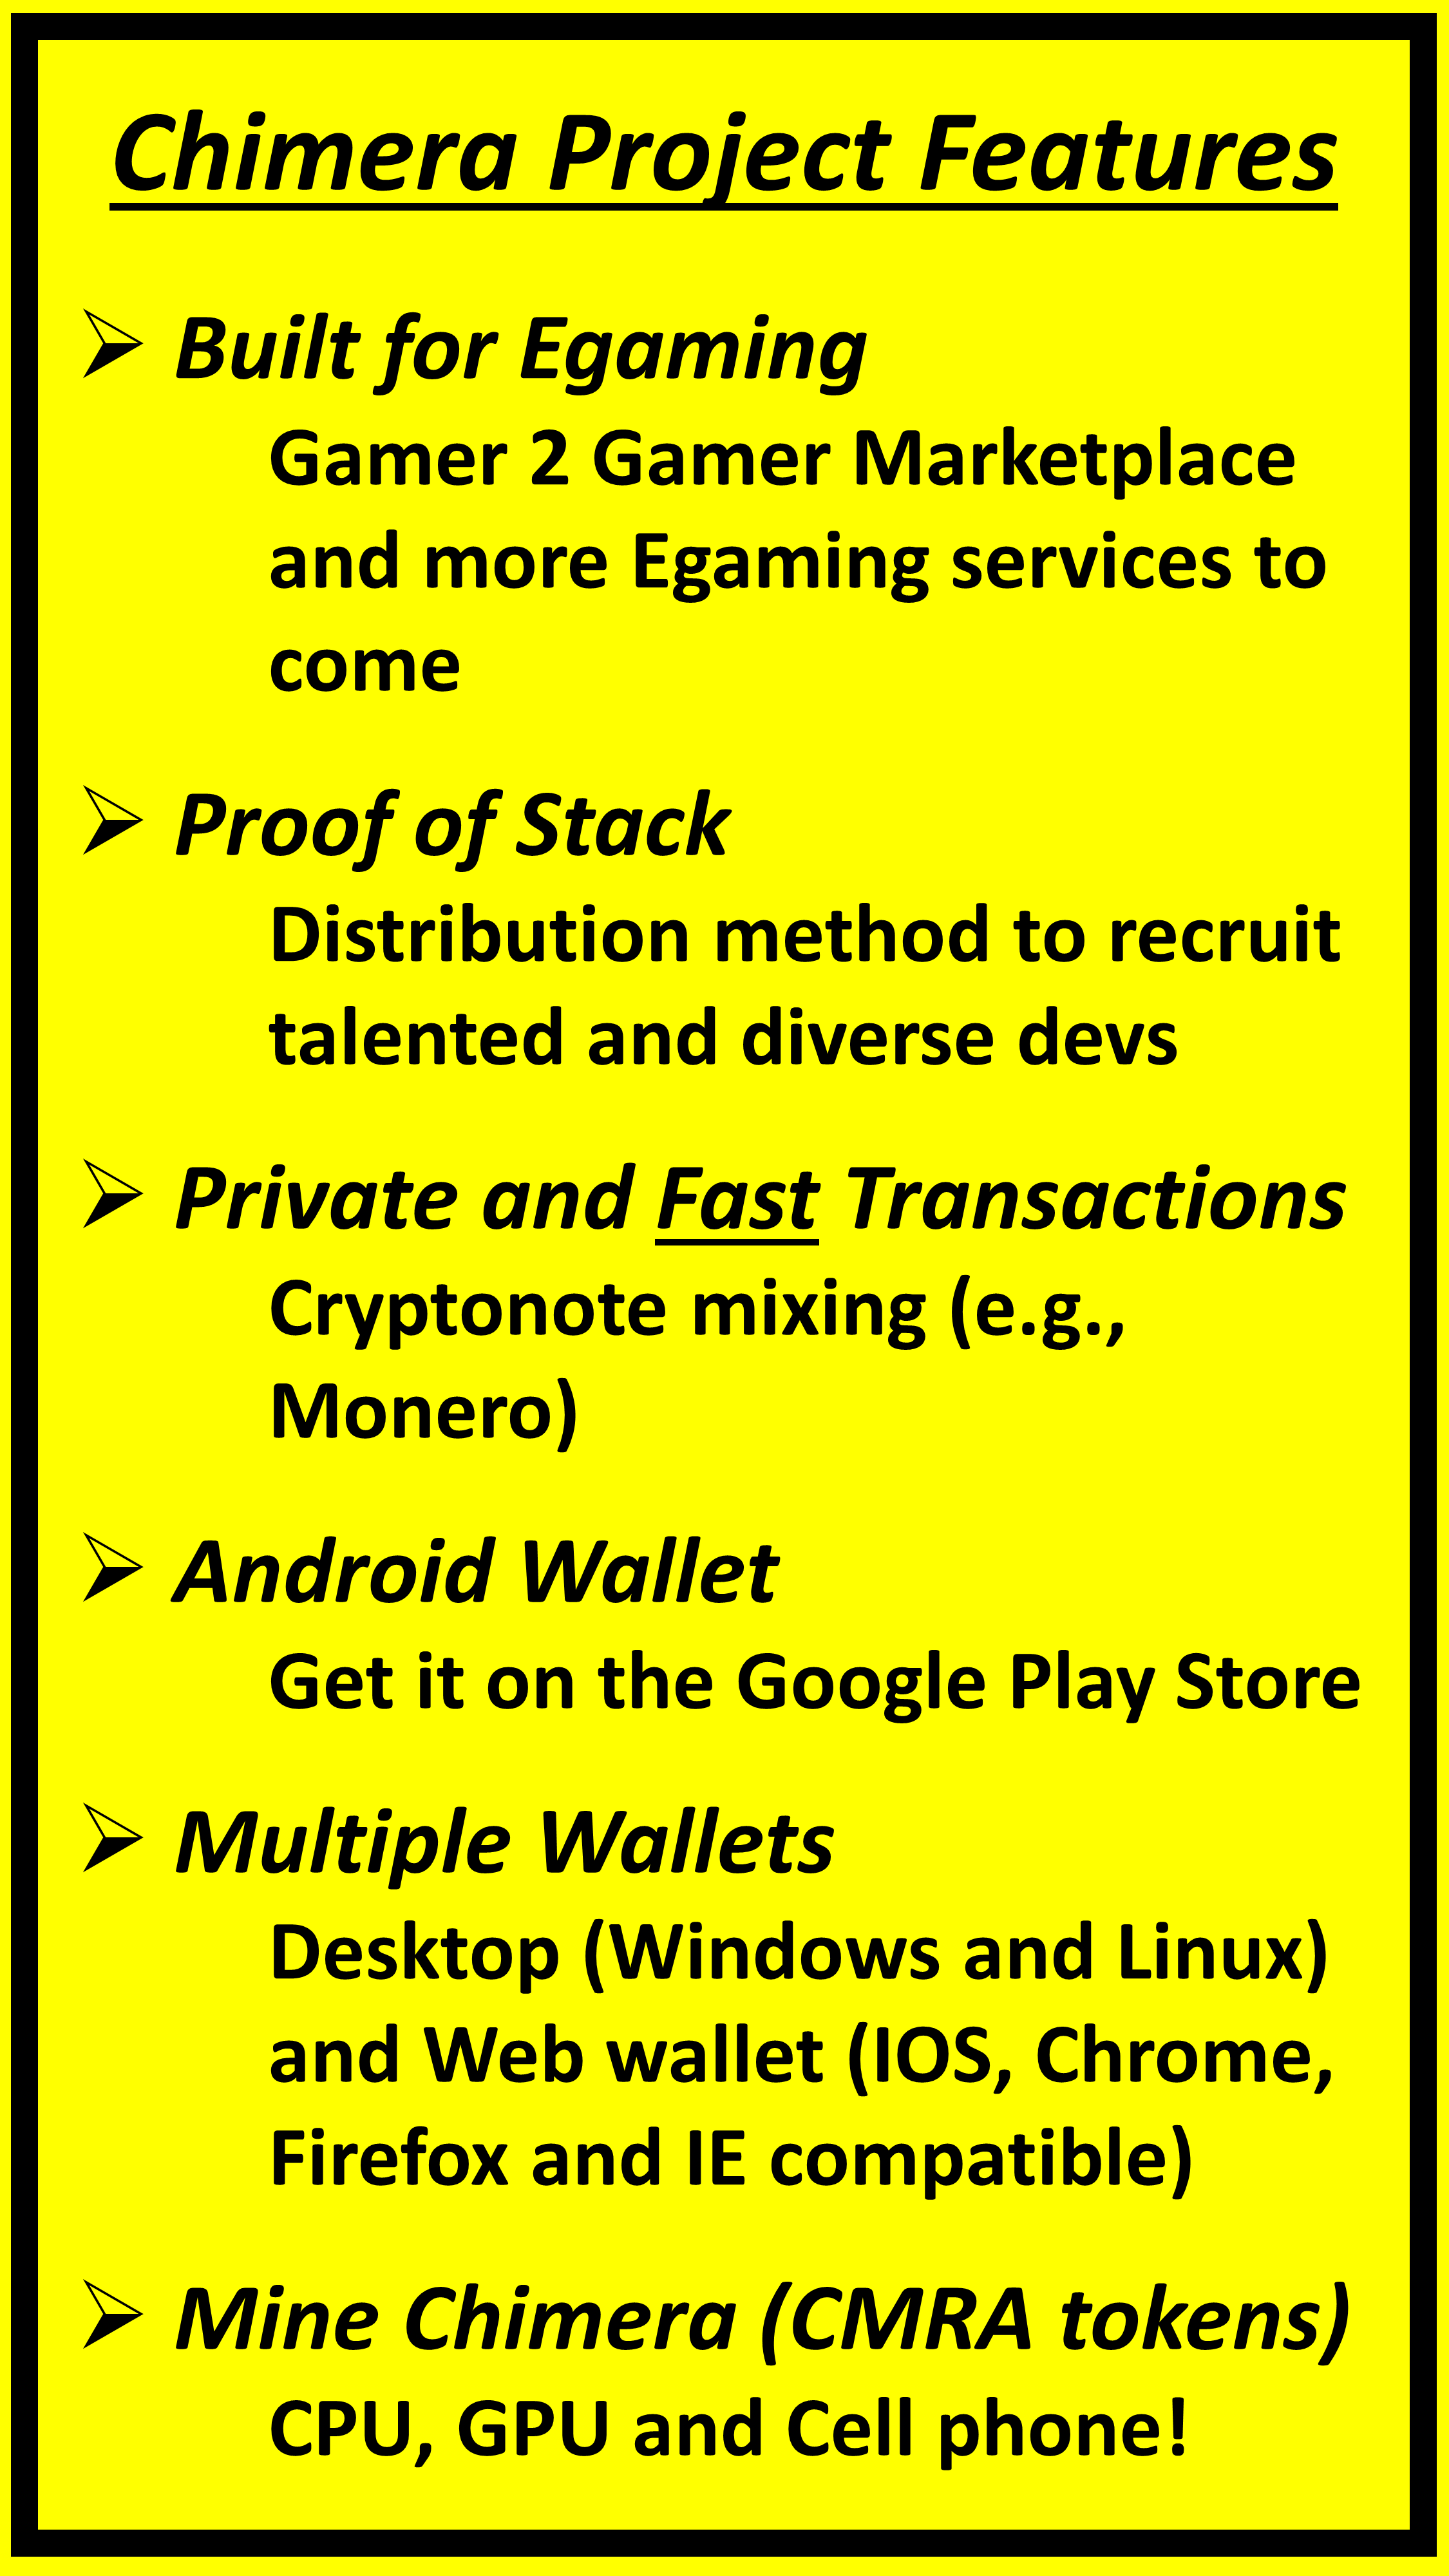 Chimera Project Features
Built for Egaming
Gamer 2 Gamer Marketplace
and more Egaming services to
come
Proof of Stack
Distribution method to recruit
talented and diverse devs
Private and Fast Transactions
Cryptonote mixing (e.g.,
Monero)
Android Wallet
Get it on the Google Play Store
Multiple Wallets
Desktop (Windows and Linux)
and Web wallet (IOS, Chrome,
Firefox and IE compatible)
Mine Chimera (CMRA tokens)
CPU, GPU and Cell phone!